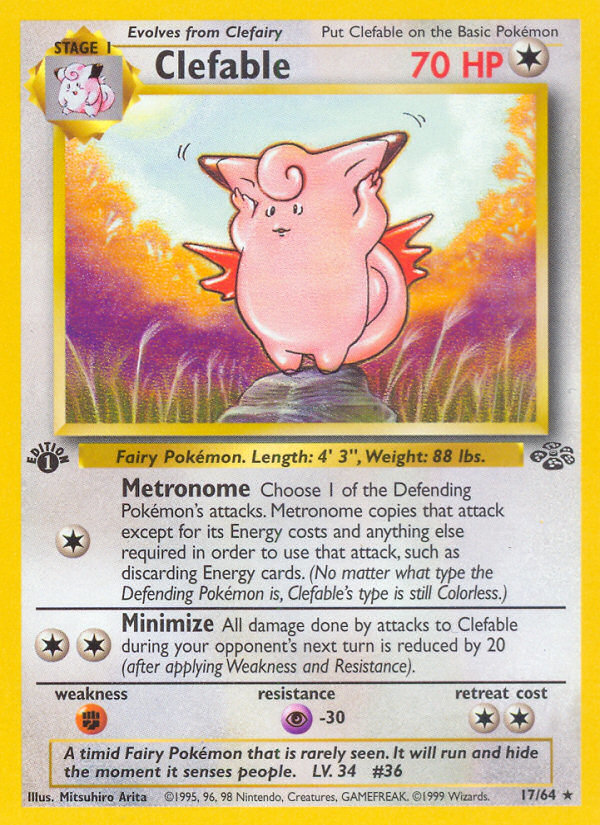 Evolves from Clefairy Put Clefable on the Basic Pokémon
STAGE 1 Clefable 70 HP
EDITION
1
Fairy Pokémon. Length: 4' 3", Weight: 88 lbs.
Metronome Choose 1 of the Defending
Pokémon's attacks. Metronome copies that attack
except for its Energy costs and anything else
required in order to use that attack, such as
discarding Energy cards. (No matter what type the
Defending Pokémon is, Clefable's type is still Colorless.)
Minimize All damage done by attacks to Clefable
during your opponent's next turn is reduced by 20
(after applying Weakness and Resistance).
weakness resistance retreat cost
-30
A timid Fairy Pokémon that is rarely seen. It will run and hide
the moment it senses people. LV. 34 #36
Illus. Mitsuhiro Arita ©1995, 96, 98 Nintendo, Creatures, GAMEFREAK. ©1999 Wizards. 17/64 ★